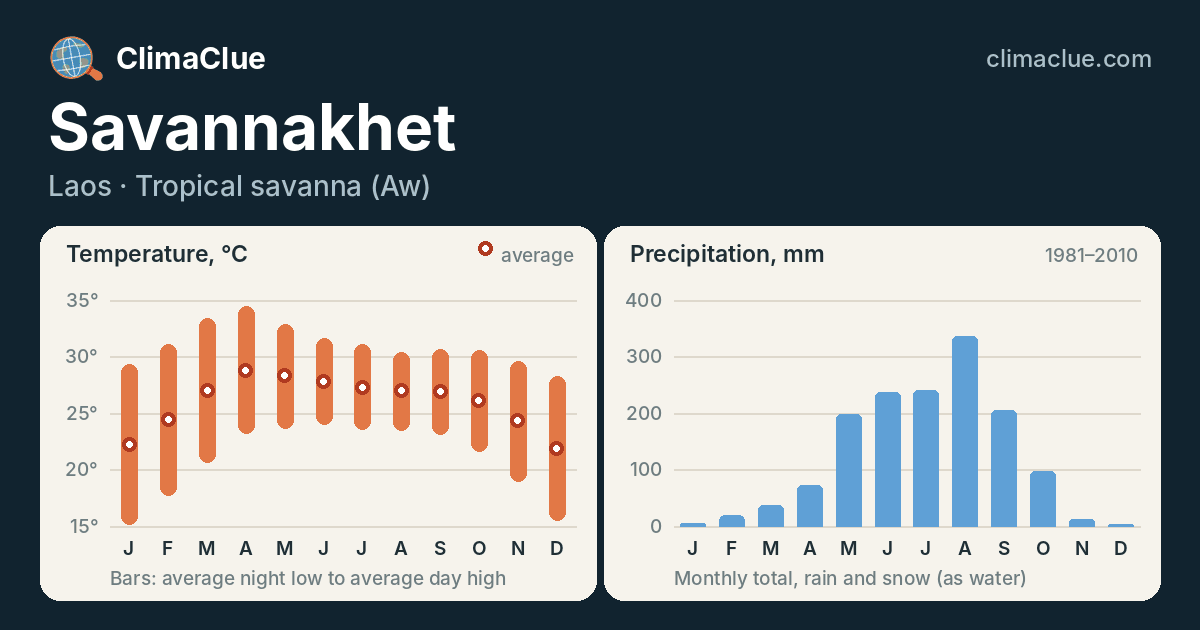 ClimaClue
climaclue.com
Savannakhet
Laos · Tropical savanna (Aw)
Temperature, °C
average
35°
30°
25°
20°
15°
J F M A M J J A S O N D
Bars: average night low to average day high
Precipitation, mm
1981–2010
400
300
200
100
0
J F M A M J J A S O N D
Monthly total, rain and snow (as water)